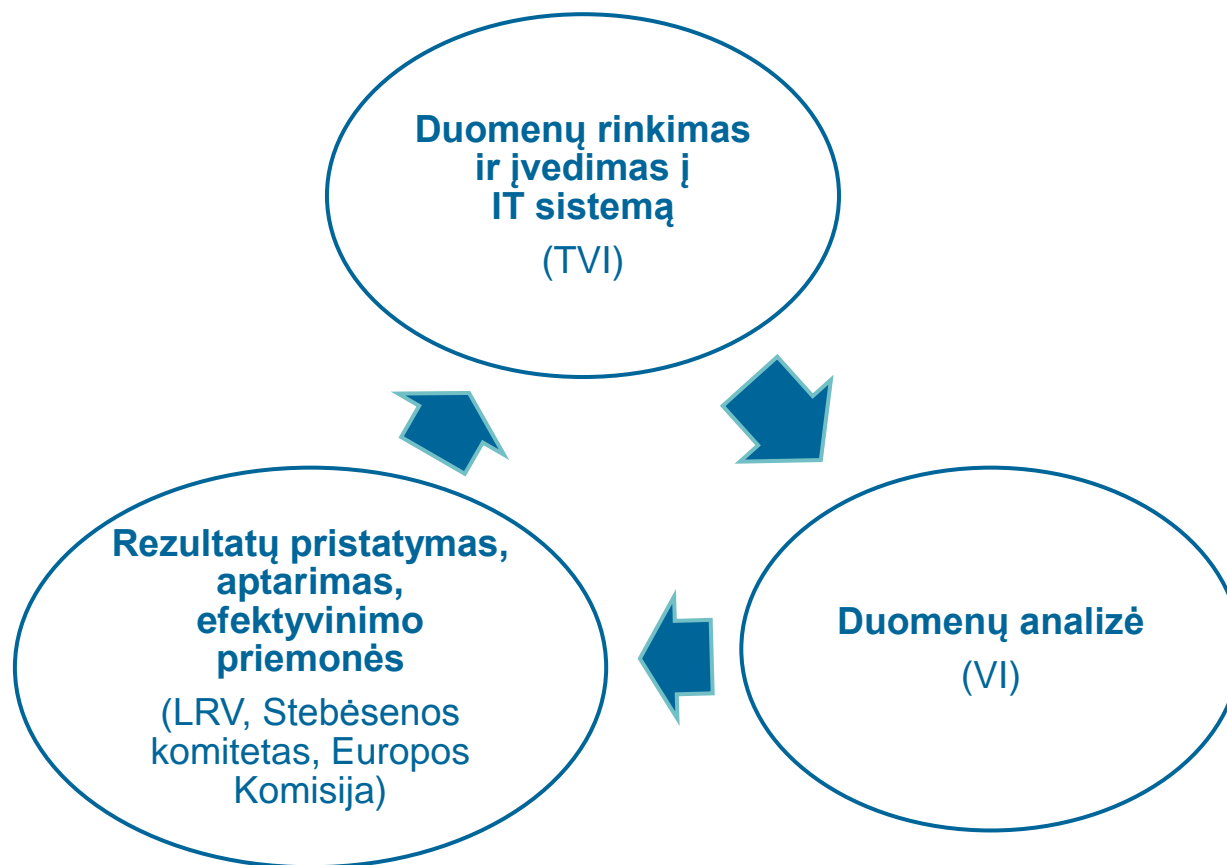 Duomenų rinkimas
ir įvedimas į
IT sistemą
(TVI)
Duomenų analizė
(VI)
Rezultatų pristatymas,
aptarimas,
efektyvinimo
priemonės
(LRV, Stebėsenos
komitetas, Europos
Komisija)